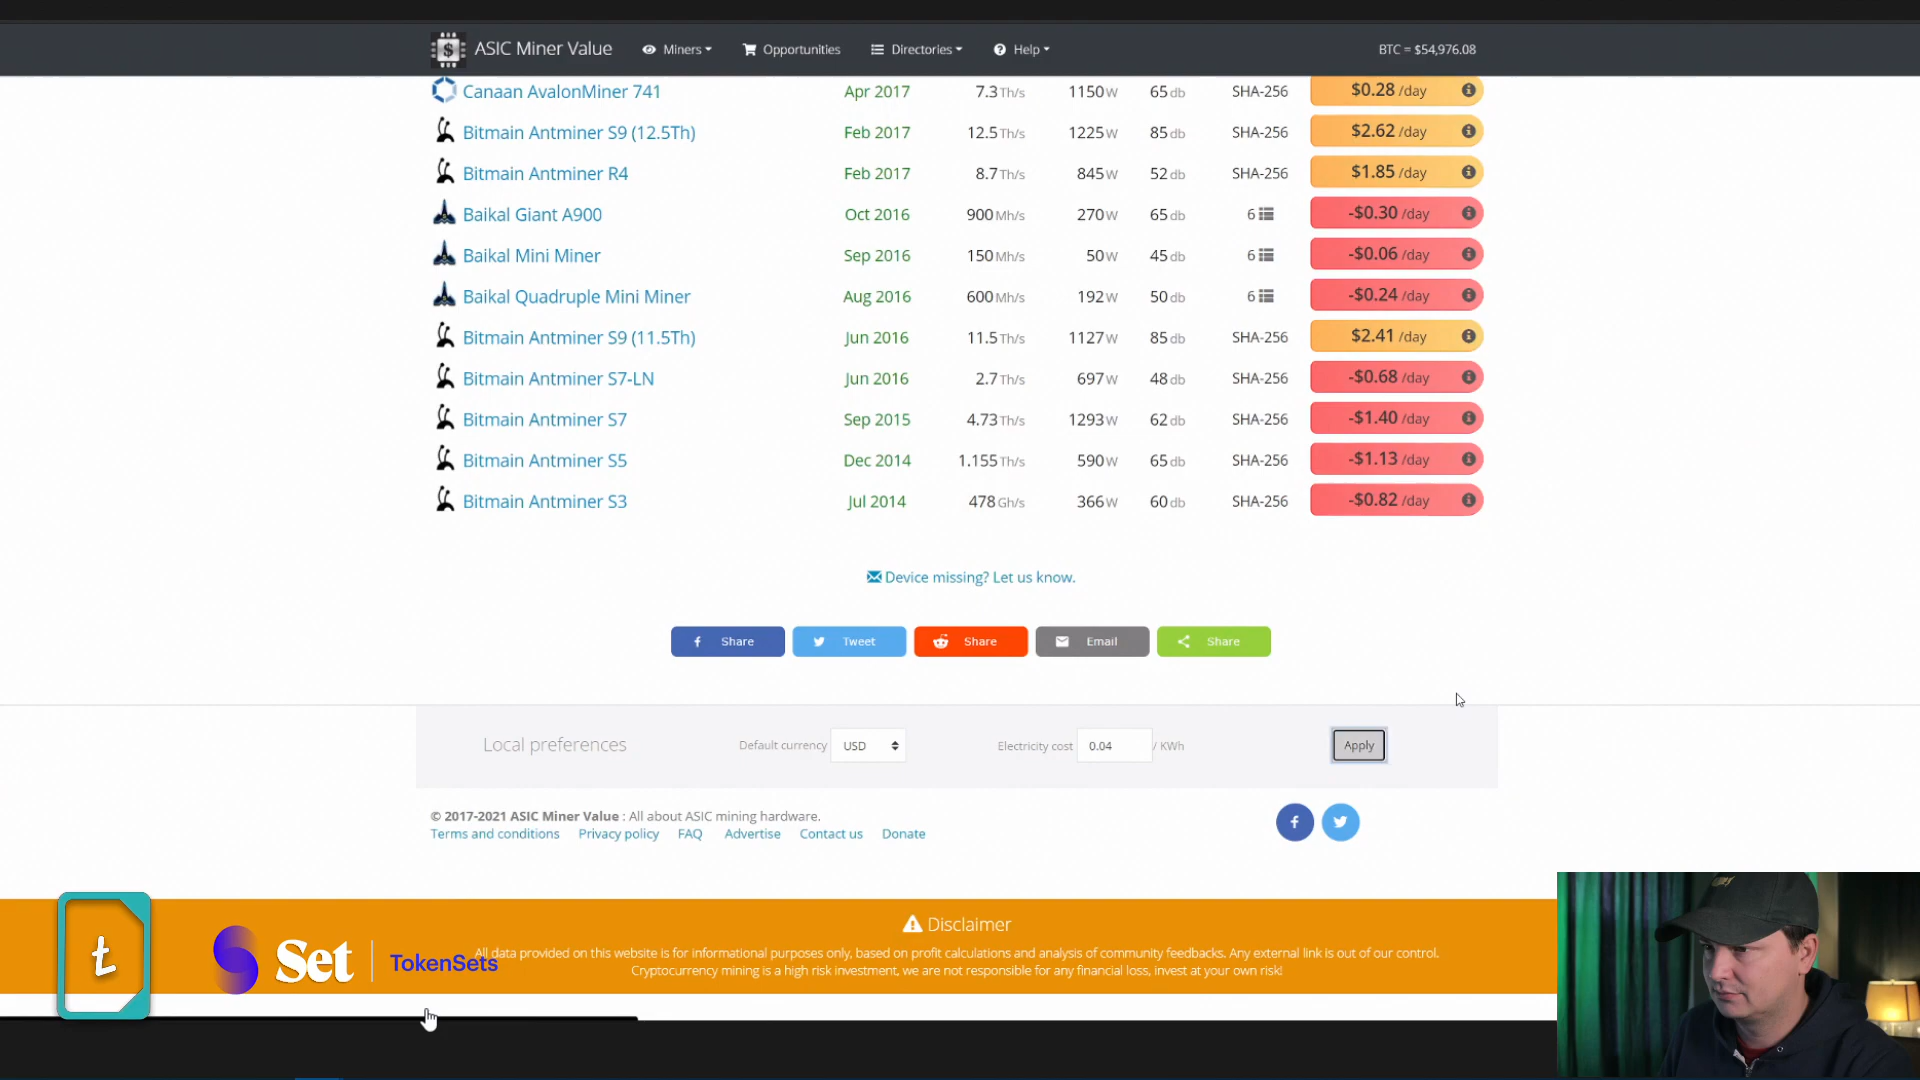 ASIC Miner Value Miners Opportunities Directories Help BTC = $54,976.08
Canaan AvalonMiner 741 Apr 2017 7.3 Th/s 1150 W 65 db SHA-256 $0.28 /day
Bitmain Antminer S9 (12.5Th) Feb 2017 12.5 Th/s 1225 W 85 db SHA-256 $2.62 /day
Bitmain Antminer R4 Feb 2017 8.7 Th/s 845 W 52 db SHA-256 $1.85 /day
Baikal Giant A900 Oct 2016 900 Mh/s 270 W 65 db 6 -$0.30 /day
Baikal Mini Miner Sep 2016 150 Mh/s 50 W 45 db 6 -$0.06 /day
Baikal Quadruple Mini Miner Aug 2016 600 Mh/s 192 W 50 db 6 -$0.24 /day
Bitmain Antminer S9 (11.5Th) Jun 2016 11.5 Th/s 1127 W 85 db SHA-256 $2.41 /day
Bitmain Antminer S7-LN Jun 2016 2.7 Th/s 697 W 48 db SHA-256 -$0.68 /day
Bitmain Antminer S7 Sep 2015 4.73 Th/s 1293 W 62 db SHA-256 -$1.40 /day
Bitmain Antminer S5 Dec 2014 1.155 Th/s 590 W 65 db SHA-256 -$1.13 /day
Bitmain Antminer S3 Jul 2014 478 Gh/s 366 W 60 db SHA-256 -$0.82 /day
Device missing? Let us know.
Share Tweet Share Email Share
Local preferences Default currency USD Electricity cost 0.04 / KWh Apply
© 2017-2021 ASIC Miner Value : All about ASIC mining hardware.
Terms and conditions Privacy policy FAQ Advertise Contact us Donate
Disclaimer
Set TokenSets
All data provided on this website is for informational purposes only, based on profit calculations and analysis of community feedbacks. Any external link is out of our control.
Cryptocurrency mining is a high risk investment, we are not responsible for any financial loss, invest at your own risk!